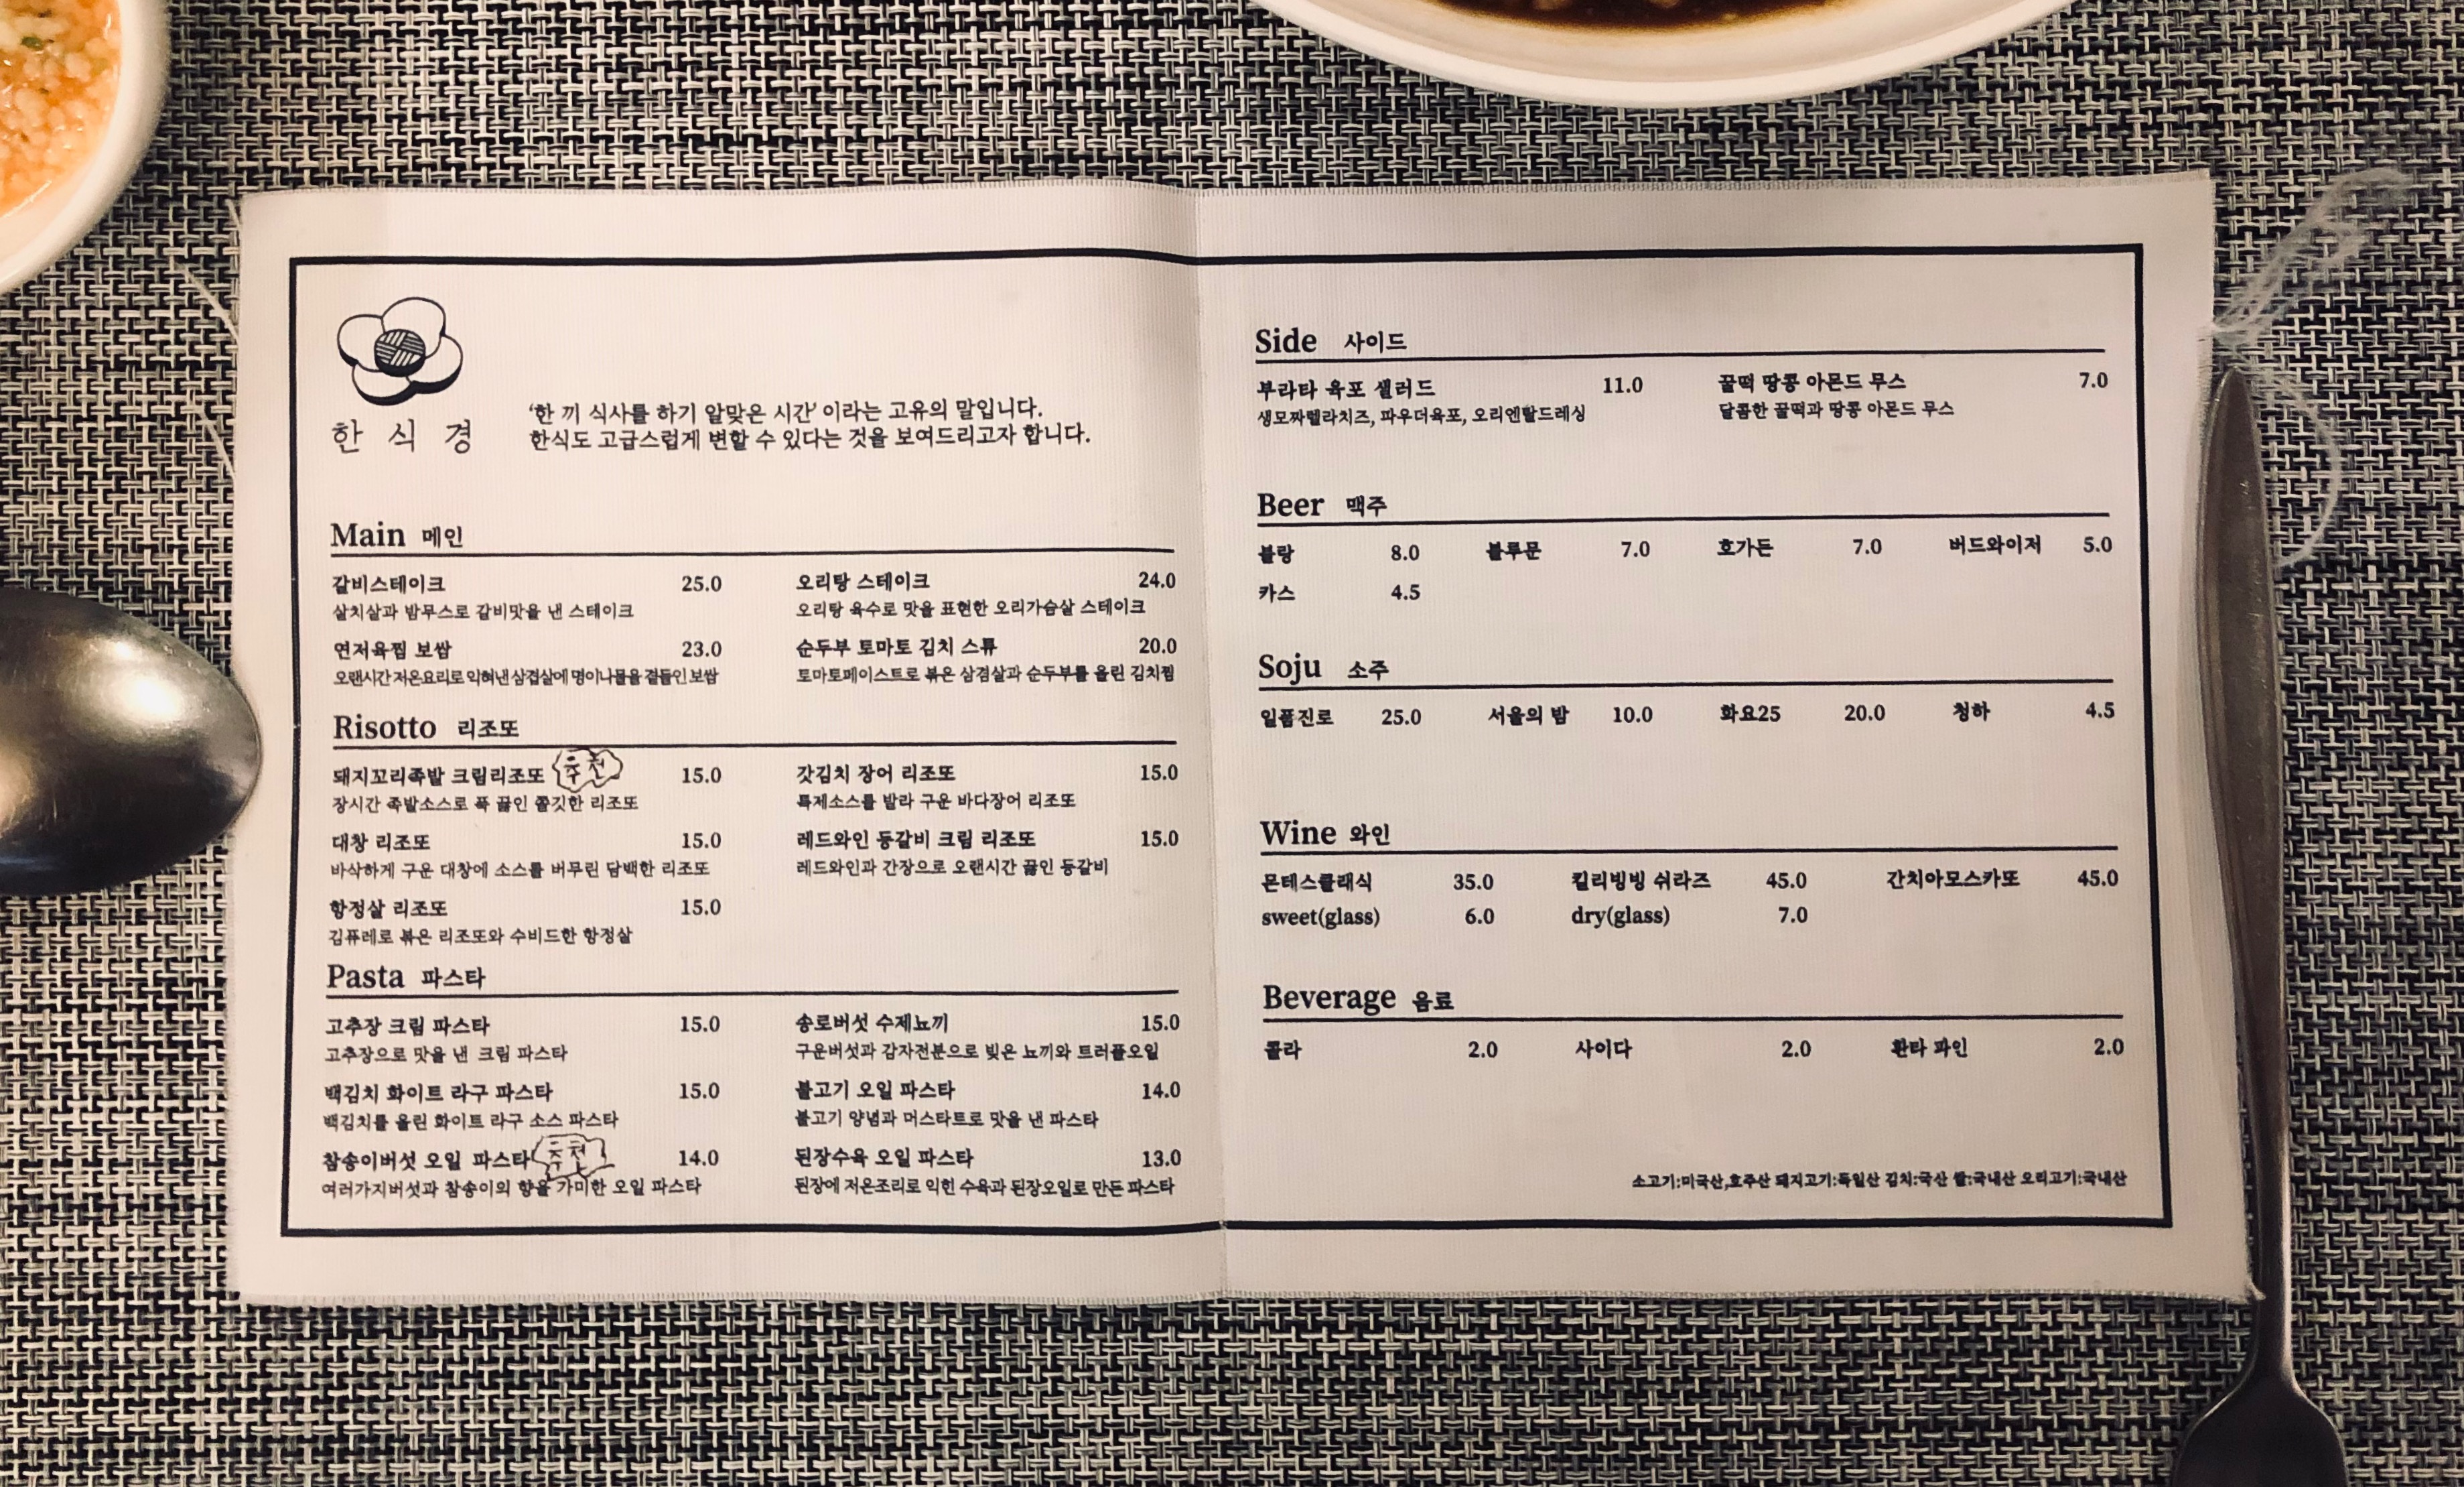 한 식 경
'한 끼 식사를 하기 알맞은 시간' 이라는 고유의 말입니다.
한식도 고급스럽게 변할 수 있다는 것을 보여드리고자 합니다.
Main 메인
갈비스테이크 25.0
살치살과 밤무스로 갈비맛을 낸 스테이크
오리탕 스테이크 24.0
오리탕 육수로 맛을 표현한 오리가슴살 스테이크
연저육찜 보쌈 23.0
오랜시간 저온요리로 익혀낸 삼겹살에 명이나물을 곁들인 보쌈
순두부 토마토 김치 스튜 20.0
토마토페이스트로 볶은 삼겸살과 순두부를 올린 김치찜
Risotto 리조또
돼지꼬리족발 크림리조또 추천 15.0
장시간 족발소스로 푹 끓인 쫄깃한 리조또
갓김치 장어 리조또 15.0
특제소스를 발라 구운 바다장어 리조또
대창 리조또 15.0
바삭하게 구운 대창에 소스를 버무린 담백한 리조또
레드와인 등갈비 크림 리조또 15.0
레드와인과 간장으로 오랜시간 끓인 등갈비
항정살 리조또 15.0
김퓨레로 볶은 리조또와 수비드한 항정살
Pasta 파스타
고추장 크림 파스타 15.0
고추장으로 맛을 낸 크림 파스타
송로버섯 수제뇨끼 15.0
구운버섯과 감자전분으로 빚은 뇨끼와 트러플오일
백김치 화이트 라구 파스타 15.0
백김치를 올린 화이트 라구 소스 파스타
불고기 오일 파스타 14.0
불고기 양념과 머스타트로 맛을 낸 파스타
참송이버섯 오일 파스타 추천 14.0
여러가지버섯과 참송이의 향을 가미한 오일 파스타
된장수육 오일 파스타 13.0
된장에 저온조리로 익힌 수육과 된장오일로 만든 파스타
Side 사이드
부라타 육포 샐러드 11.0
생모짜렐라치즈, 파우더육포, 오리엔탈드레싱
꿀떡 땅콩 아몬드 무스 7.0
달콤한 꿀떡과 땅콩 아몬드 무스
Beer 맥주
블랑 8.0 블루문 7.0 호가든 7.0 버드와이저 5.0
카스 4.5
Soju 소주
일품진로 25.0 서울의 밤 10.0 화요25 20.0 청하 4.5
Wine 와인
몬테스클래식 35.0 킬리빙빙 쉬라즈 45.0 간치아모스카또 45.0
sweet(glass) 6.0 dry(glass) 7.0
Beverage 음료
콜라 2.0 사이다 2.0 환타 파인 2.0
소고기:미국산,호주산 돼지고기:독일산 김치:국산 쌀:국내산 오리고기:국내산